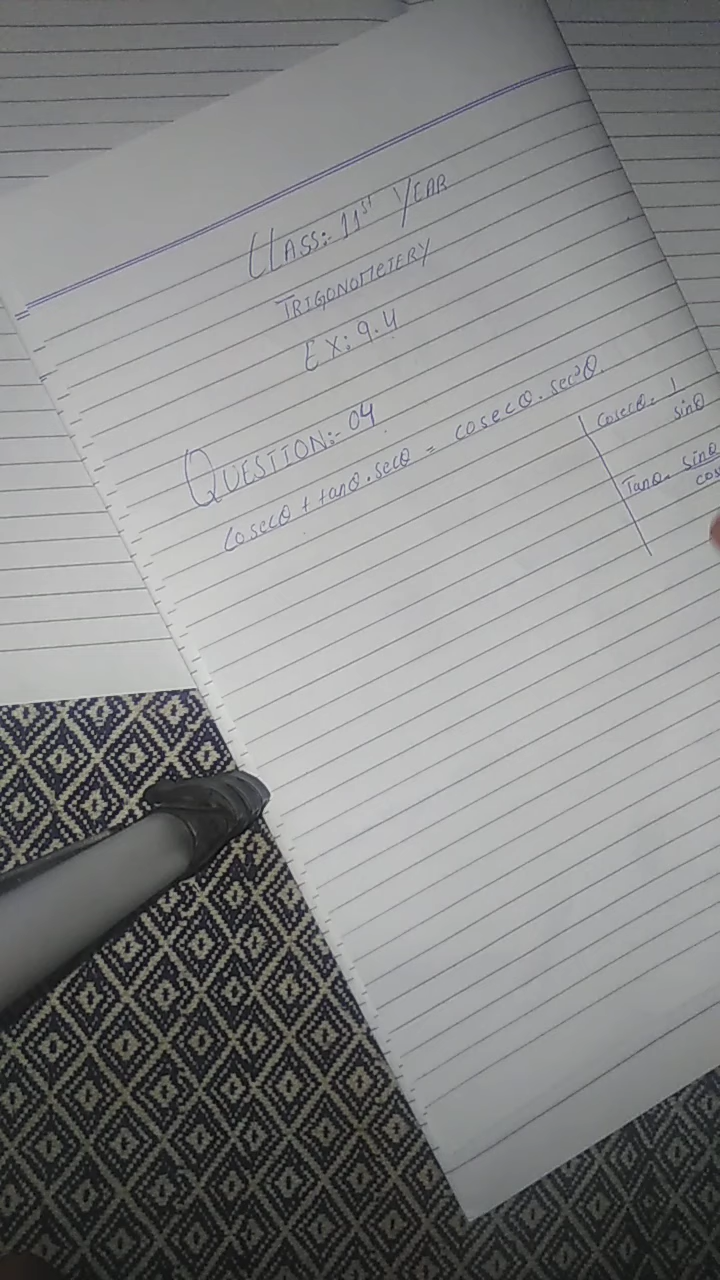 CLASS:- 11st YEAR
TRIGONOMETERY
EX: 9.4
QUESTION:- 04
cosecθ + tanθ.secθ = cosecθ.sec²θ.
Cosecθ = 1
sinθ
Tanθ = sinθ
cos